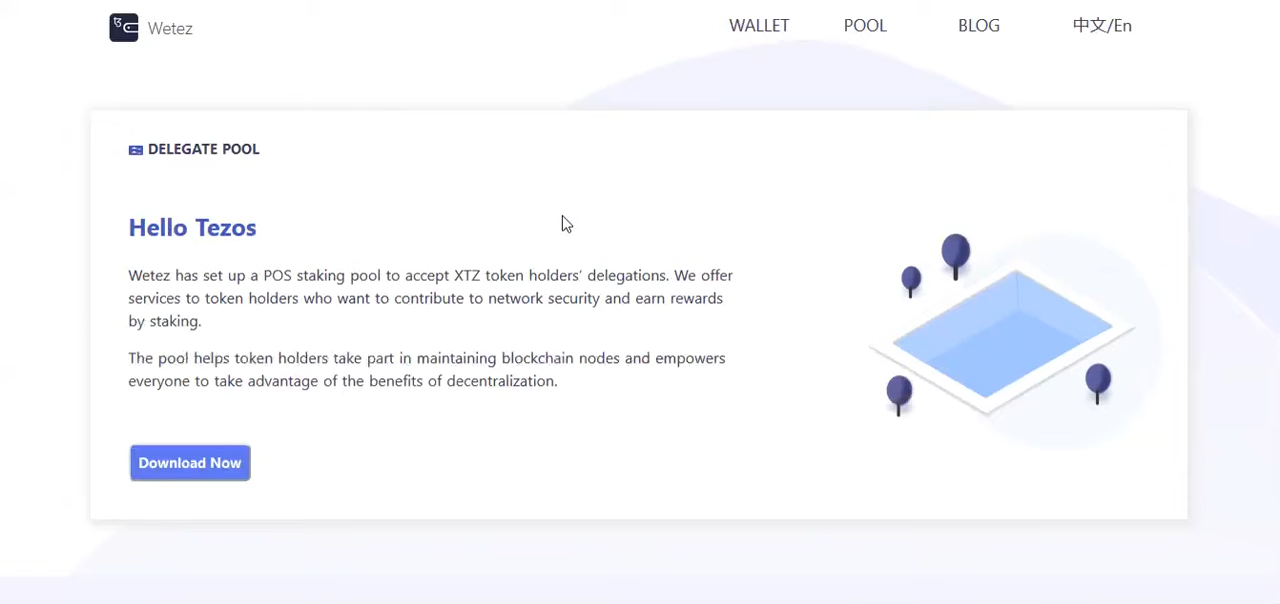 Wetez
WALLET
POOL
BLOG
中文/En
DELEGATE POOL
Hello Tezos
Wetez has set up a POS staking pool to accept XTZ token holders’ delegations. We offer
services to token holders who want to contribute to network security and earn rewards
by staking.
The pool helps token holders take part in maintaining blockchain nodes and empowers
everyone to take advantage of the benefits of decentralization.
Download Now